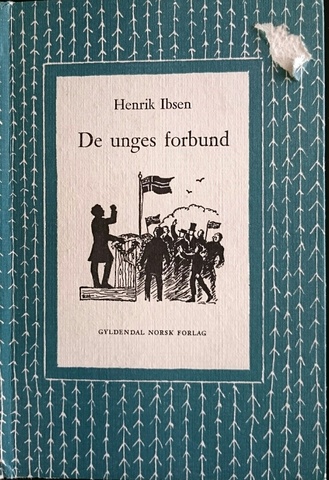 Henrik Ibsen
De unges forbund
GYLDENDAL NORSK FORLAG